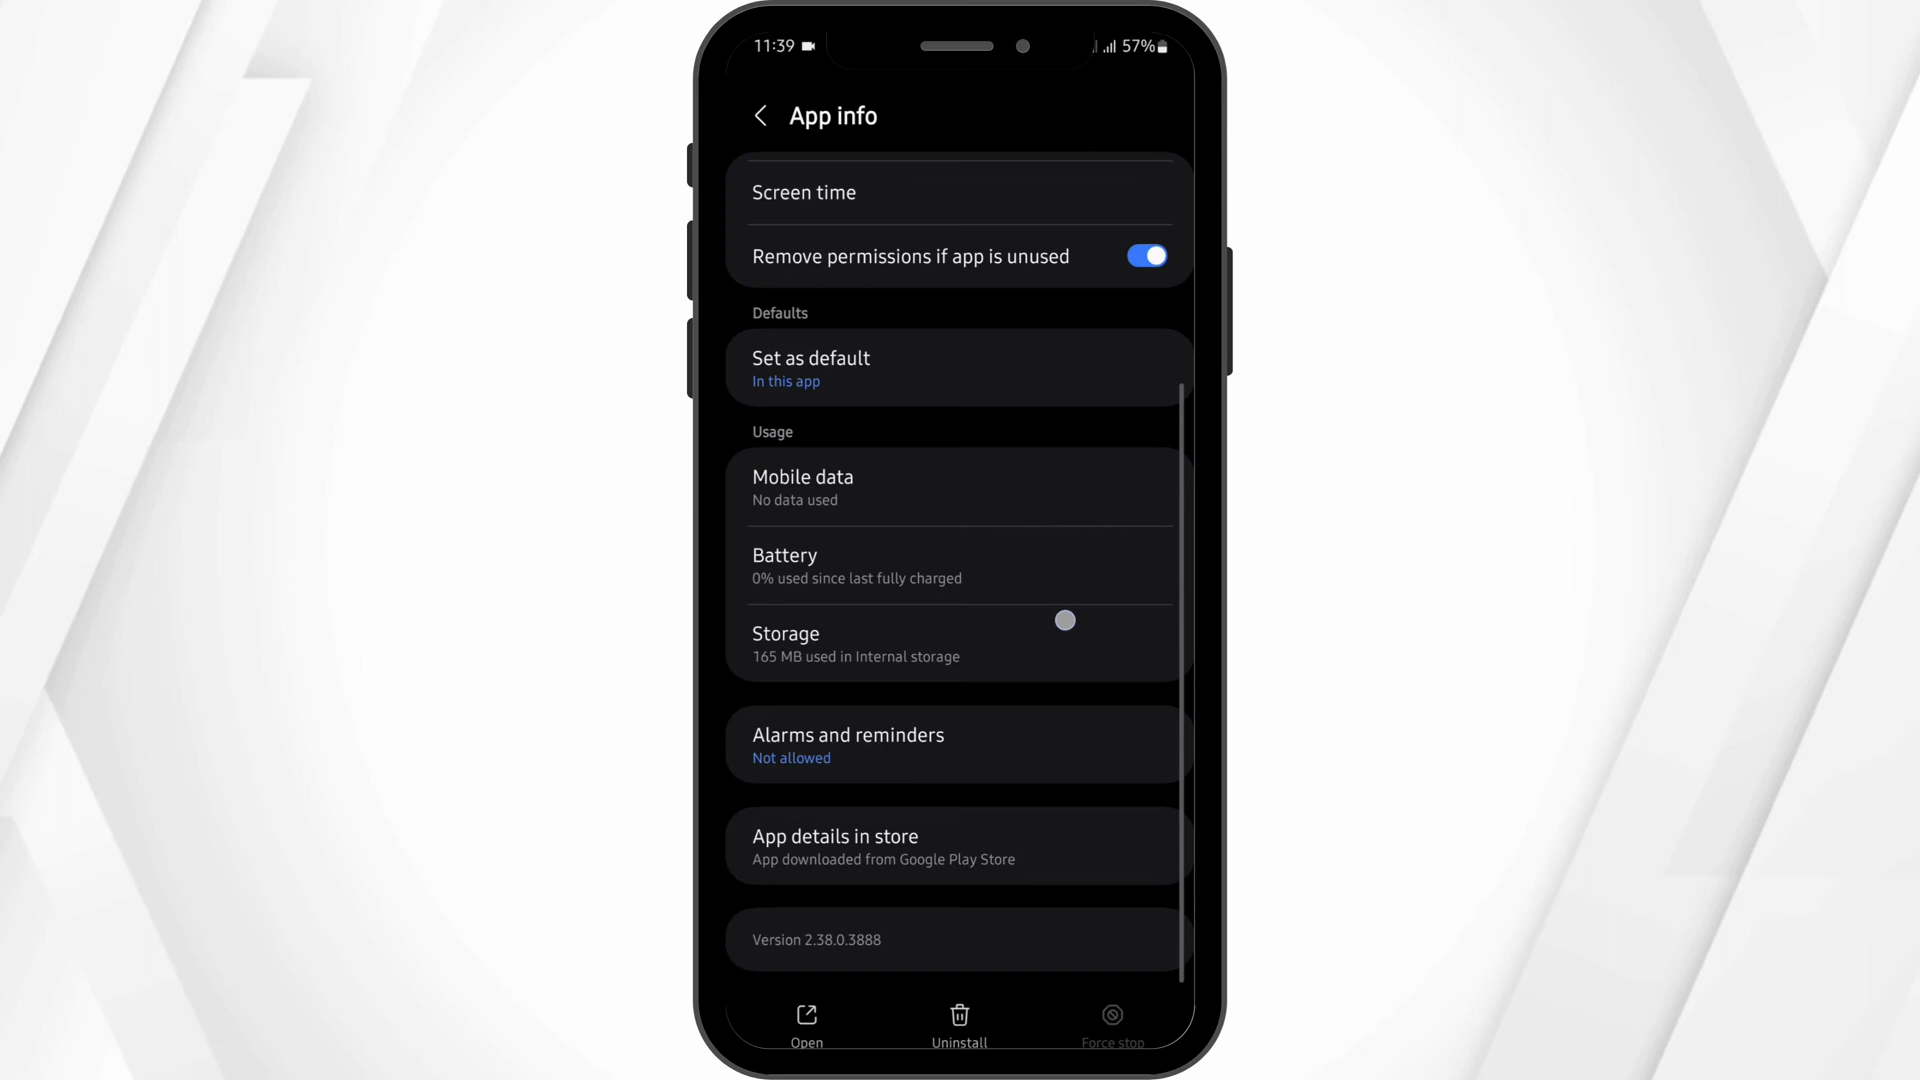 11:39
57%
App info
Screen time
Remove permissions if app is unused
Defaults
Set as default
In this app
Usage
Mobile data
No data used
Battery
0% used since last fully charged
Storage
165 MB used in Internal storage
Alarms and reminders
Not allowed
App details in store
App downloaded from Google Play Store
Version 2.38.0.3888
Open
Uninstall
Force stop